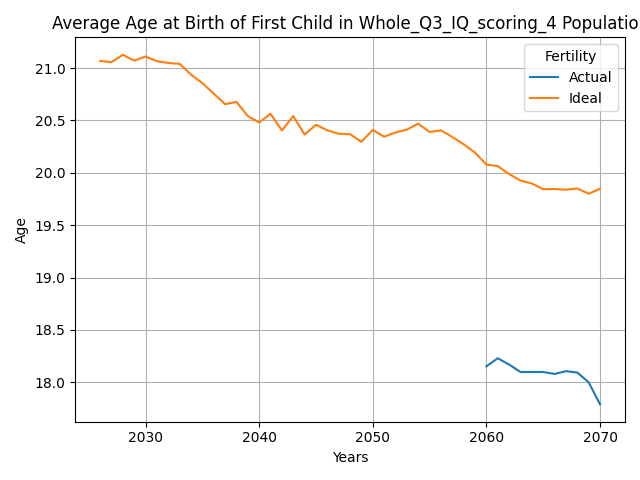 Average Age at Birth of First Child in Whole_Q3_IQ_scoring_4 Populatio
Fertility
Actual
Ideal
21.0
20.5
20.0
19.5
19.0
18.5
18.0
Age
2030 2040 2050 2060 2070
Years